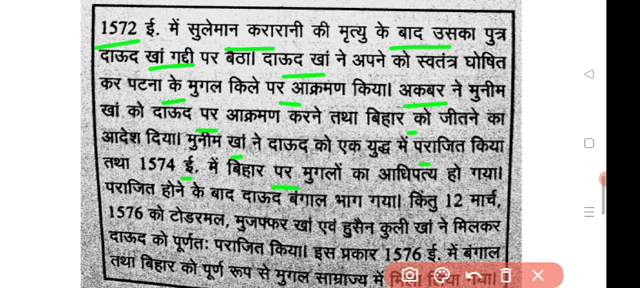 1572 ई. में सुलेमान करारानी की मृत्यु के बाद उसका पुत्र
दाऊद खां गद्दी पर बैठा। दाऊद खां ने अपने को स्वतंत्र घोषित
कर पटना के मुगल किले पर आक्रमण किया। अकबर ने मुनीम
खां को दाऊद पर आक्रमण करने तथा बिहार को जीतने का
आदेश दिया। मुनीम खां ने दाऊद को एक युद्ध में पराजित किया
तथा 1574 ई. में बिहार पर मुगलों का आधिपत्य हो गया।
पराजित होने के बाद दाऊद बंगाल भाग गया। किंतु 12 मार्च,
1576 को टोडरमल, मुजफ्फर खां एवं हुसैन कुली खां ने मिलकर
दाऊद को पूर्णतः पराजित किया। इस प्रकार 1576 ई. में बंगाल
तथा बिहार को पूर्ण रूप से मुगल साम्राज्य में